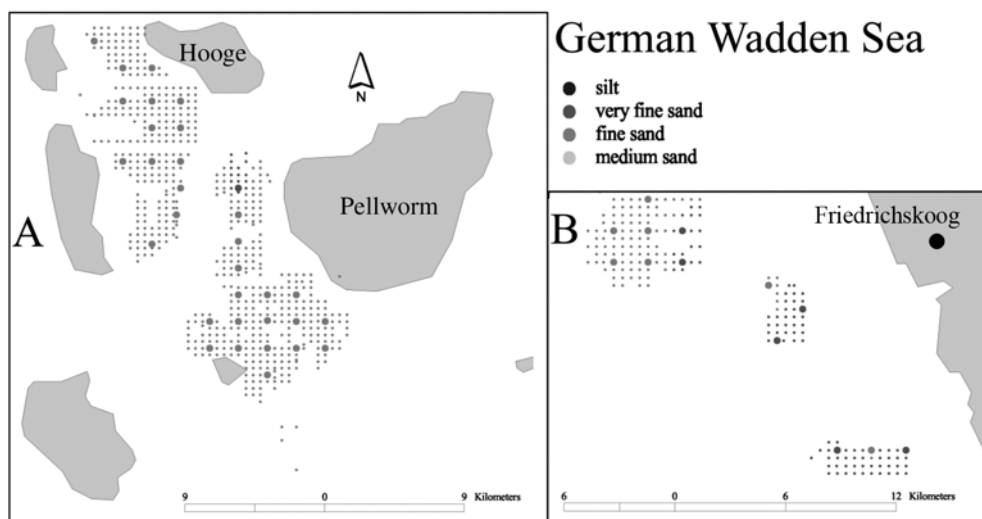 German Wadden Sea
silt
very fine sand
fine sand
medium sand
A
Hooge
N
Pellworm
9 0 9 Kilometers
B
Friedrichskoog
6 0 6 12 Kilometers